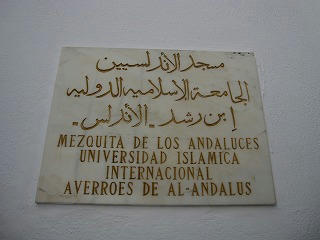 مسجد الأندلسيين
الجامعة الإسلامية الدولية
إبن رشد - الأندلس -
MEZQUITA DE LOS ANDALUCES
UNIVERSIDAD ISLAMICA
INTERNACIONAL
AVERROES DE AL-ANDALUS